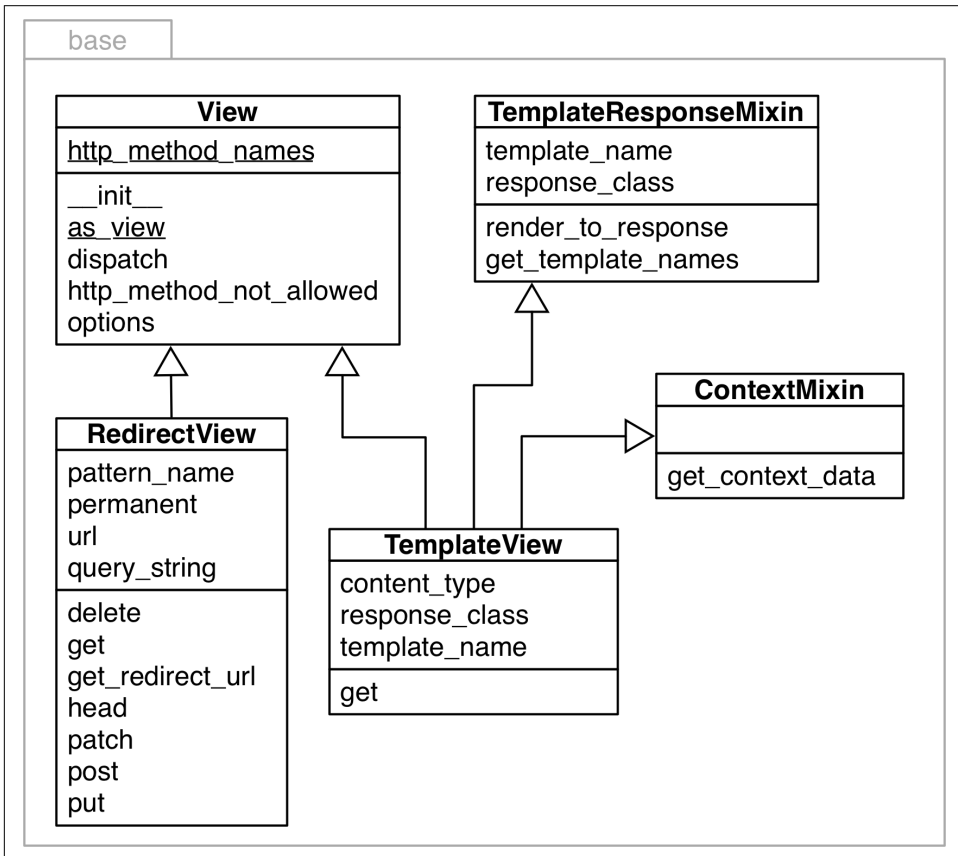 base
View
http_method_names
__init__
as_view
dispatch
http_method_not_allowed
options
TemplateResponseMixin
template_name
response_class
render_to_response
get_template_names
ContextMixin
get_context_data
RedirectView
pattern_name
permanent
url
query_string
delete
get
get_redirect_url
head
patch
post
put
TemplateView
content_type
response_class
template_name
get